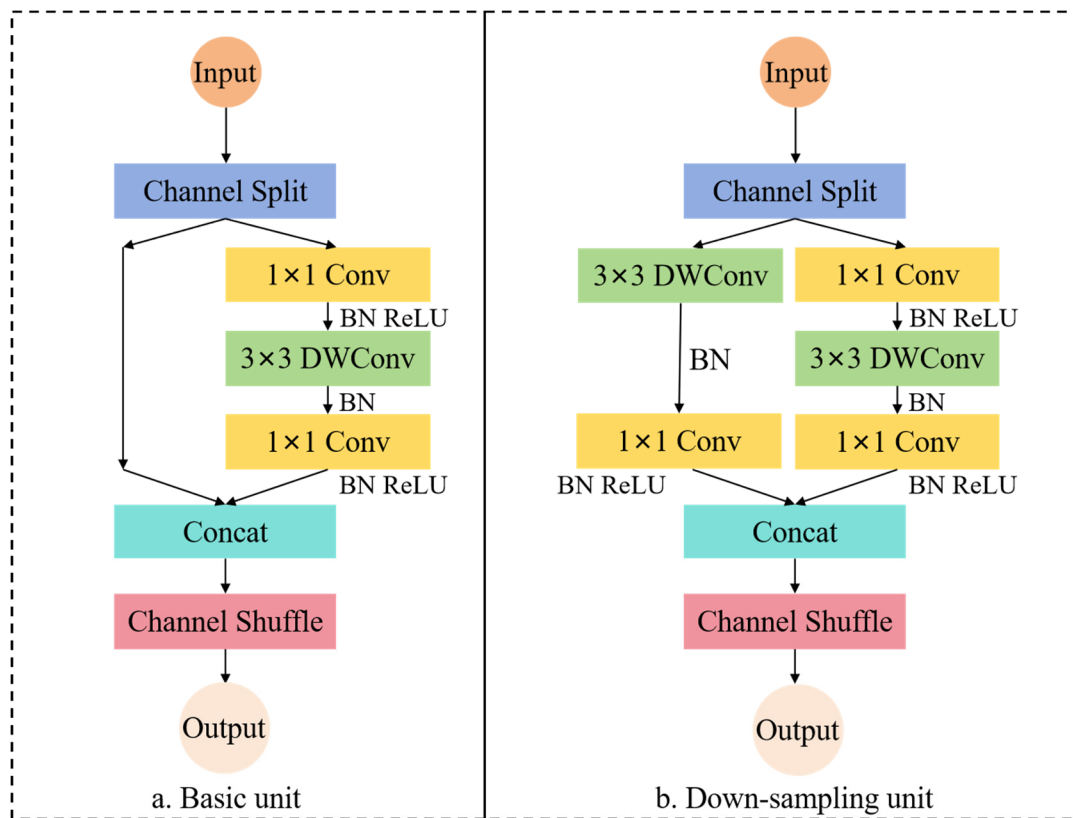 Input
Channel Split
1×1 Conv
BN ReLU
3×3 DWConv
BN
1×1 Conv
BN ReLU
Concat
Channel Shuffle
Output
a. Basic unit
Input
Channel Split
3×3 DWConv
BN
1×1 Conv
BN ReLU
1×1 Conv
BN ReLU
3×3 DWConv
BN
1×1 Conv
BN ReLU
Concat
Channel Shuffle
Output
b. Down-sampling unit